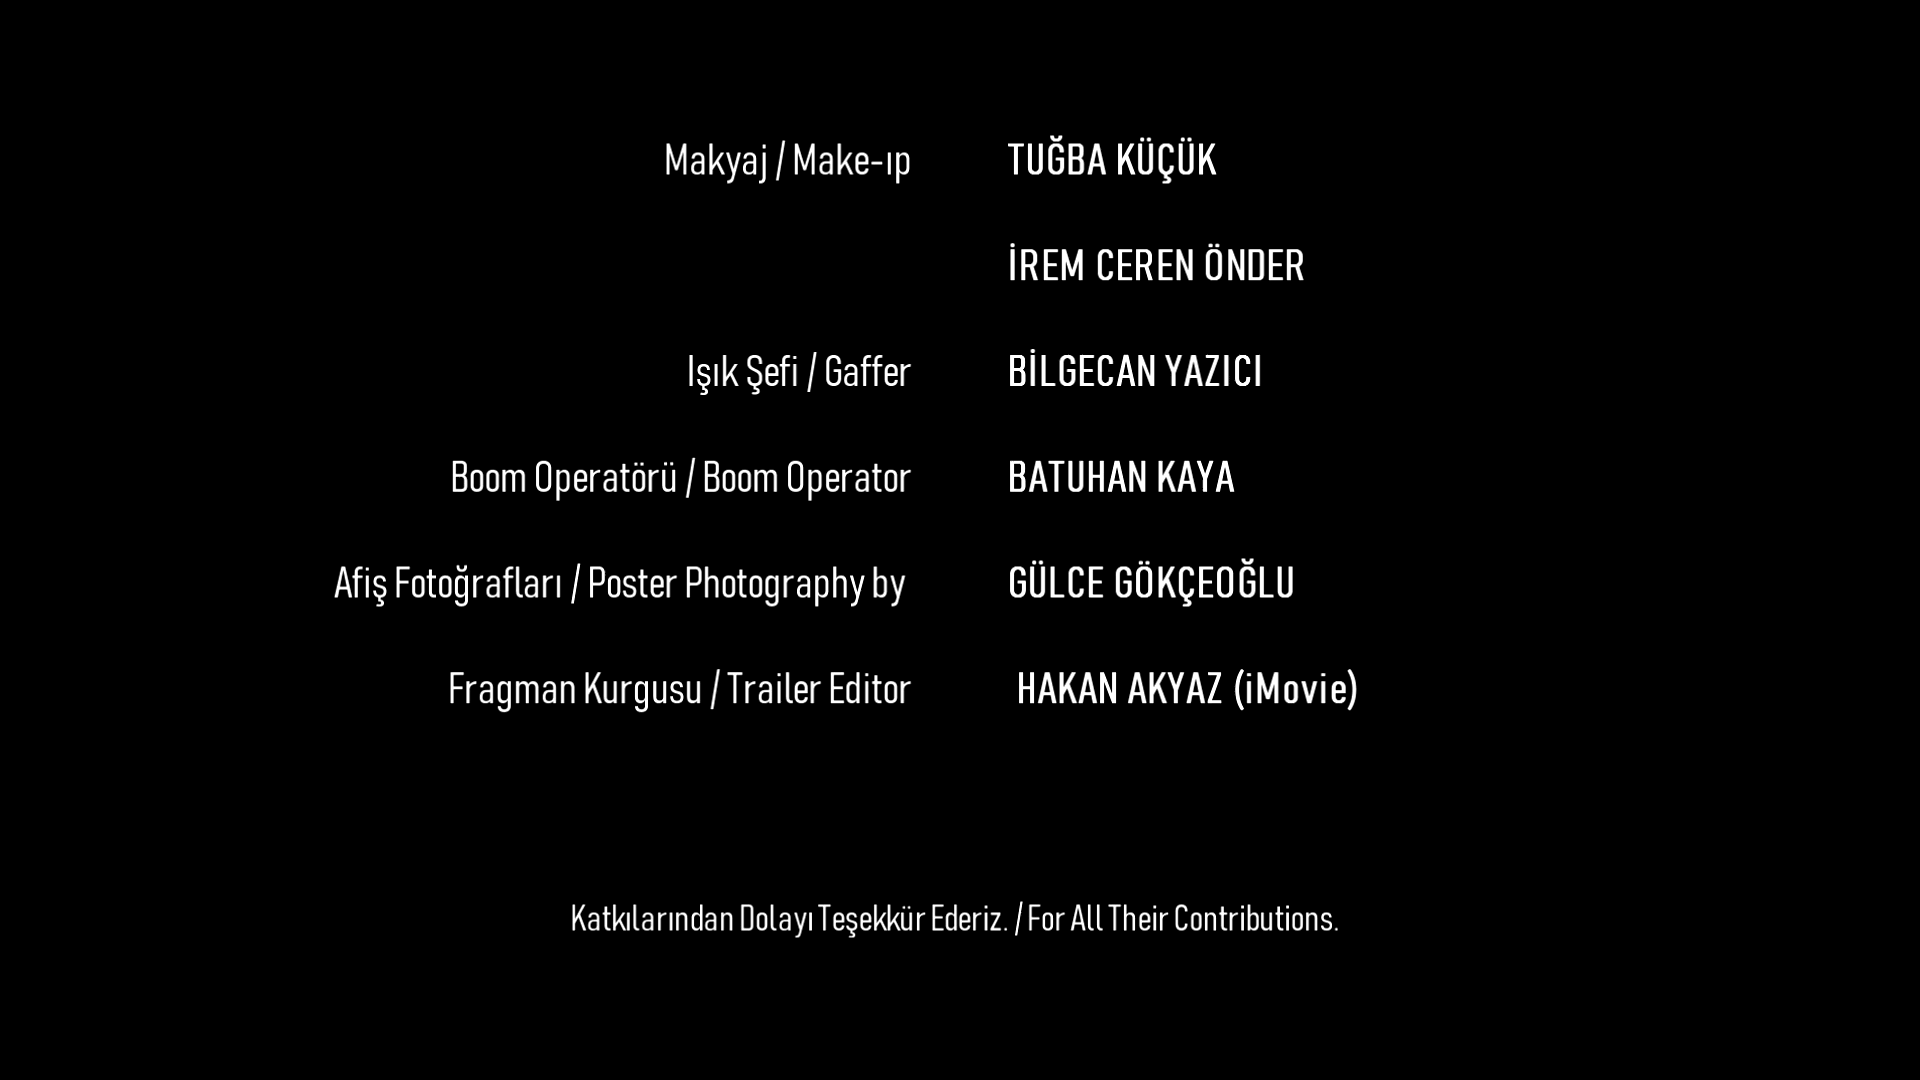 Makyaj / Make-ıp TUĞBA KÜÇÜK
İREM CEREN ÖNDER
Işık Şefi / Gaffer BİLGECAN YAZICI
Boom Operatörü / Boom Operator BATUHAN KAYA
Afiş Fotoğrafları / Poster Photography by GÜLCE GÖKÇEOĞLU
Fragman Kurgusu / Trailer Editor HAKAN AKYAZ (iMovie)
Katkılarından Dolayı Teşekkür Ederiz. / For All Their Contributions.